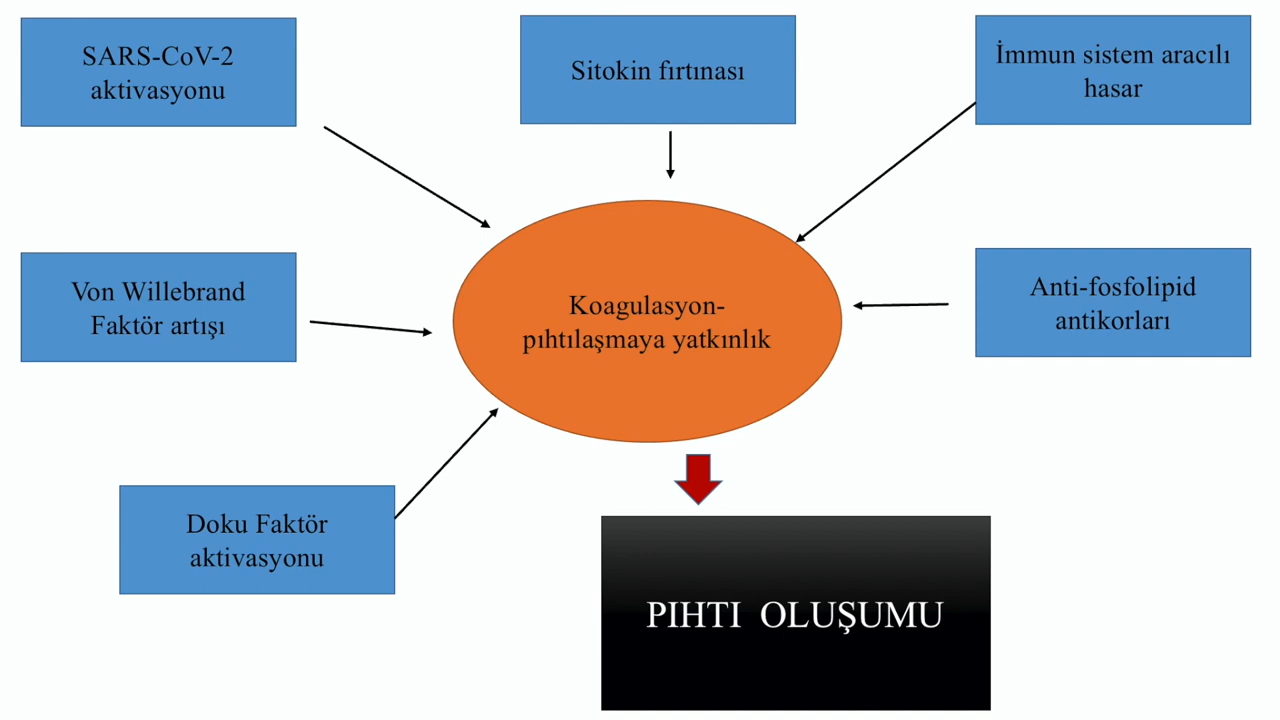 SARS-CoV-2
aktivasyonu
Sitokin fırtınası
İmmun sistem aracılı
hasar
Von Willebrand
Faktör artışı
Koagulasyon-
pıhtılaşmaya yatkınlık
Anti-fosfolipid
antikorları
Doku Faktör
aktivasyonu
PIHTI OLUŞUMU